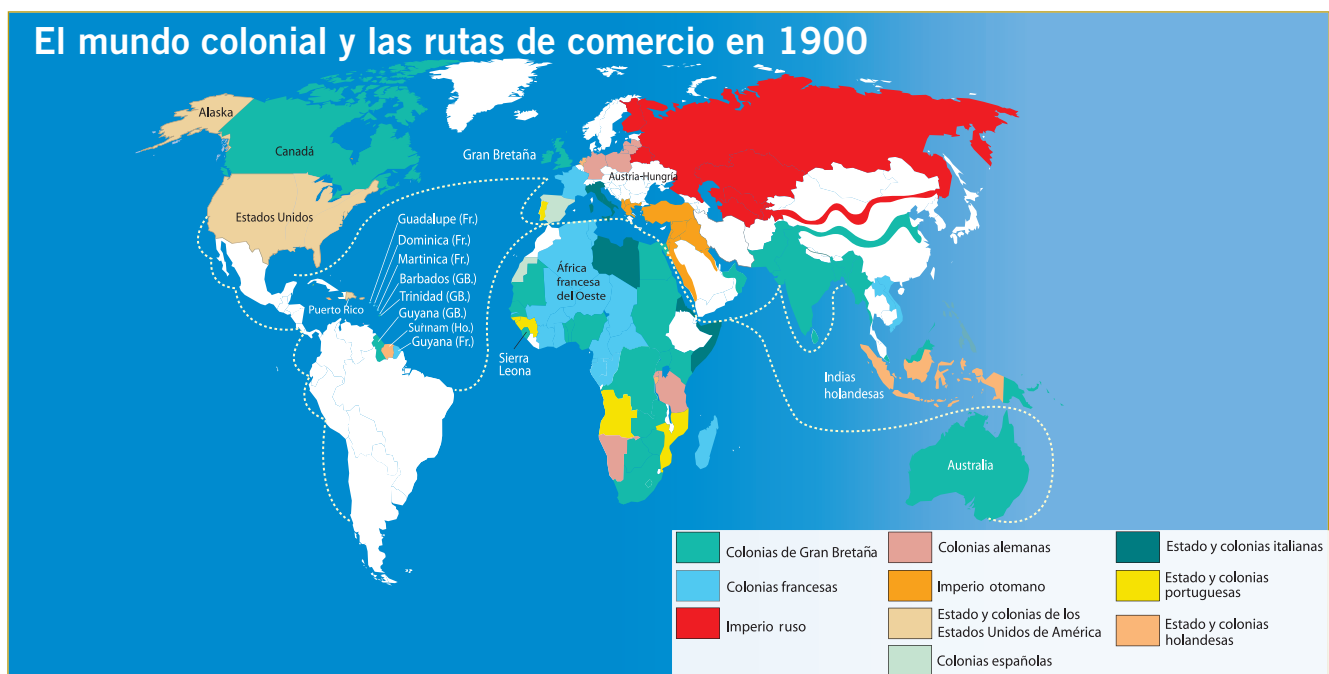 El mundo colonial y las rutas de comercio en 1900
Alaska
Canadá
Gran Bretaña
Austria-Hungría
Estados Unidos
Guadalupe (Fr.)
Dominica (Fr.)
Martinica (Fr.)
Barbados (GB.)
Trinidad (GB.)
Puerto Rico
Guyana (GB.)
Surinam (Ho.)
Guyana (Fr.)
África
francesa
del Oeste
Sierra
Leona
Indias
holandesas
Australia
Colonias de Gran Bretaña
Colonias francesas
Imperio ruso
Colonias alemanas
Imperio otomano
Estado y colonias de los
Estados Unidos de América
Colonias españolas
Estado y colonias italianas
Estado y colonias
portuguesas
Estado y colonias
holandesas